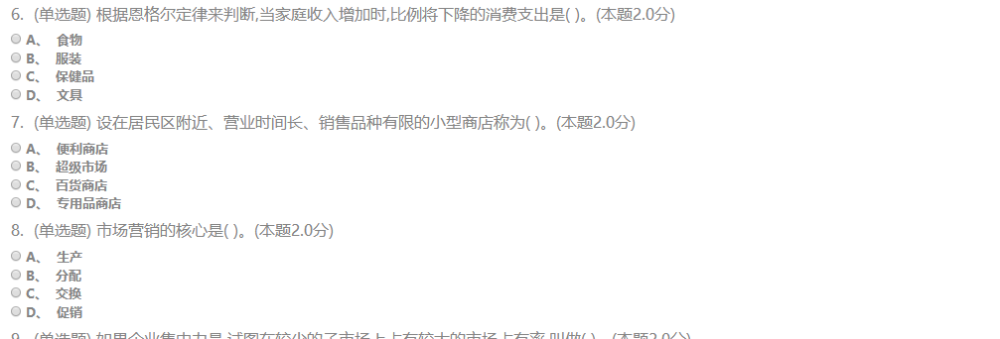 6. (单选题) 根据恩格尔定律来判断,当家庭收入增加时,比例将下降的消费支出是( )。(本题2.0分)
A、 食物
B、 服装
C、 保健品
D、 文具
7. (单选题) 设在居民区附近、营业时间长、销售品种有限的小型商店称为( )。(本题2.0分)
A、 便利商店
B、 超级市场
C、 百货商店
D、 专用品商店
8. (单选题) 市场营销的核心是( )。(本题2.0分)
A、 生产
B、 分配
C、 交换
D、 促销
9. (单选题) 如果企业集中力量,试图在较少的子市场上占有较大的市场占有率,叫做( )。(本题2.0分)